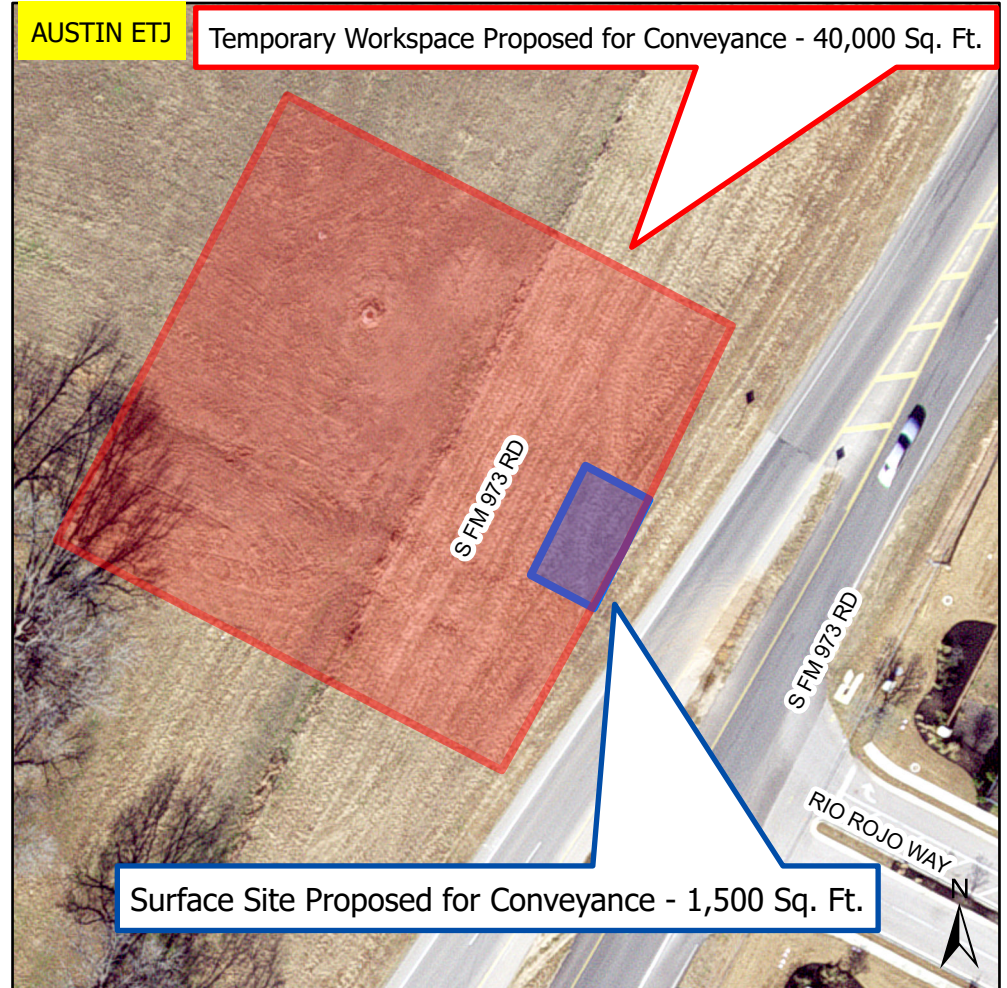 AUSTIN ETJ
Temporary Workspace Proposed for Conveyance - 40,000 Sq. Ft.
S FM 973 RD
S FM 973 RD
RIO ROJO WAY
N
Surface Site Proposed for Conveyance - 1,500 Sq. Ft.